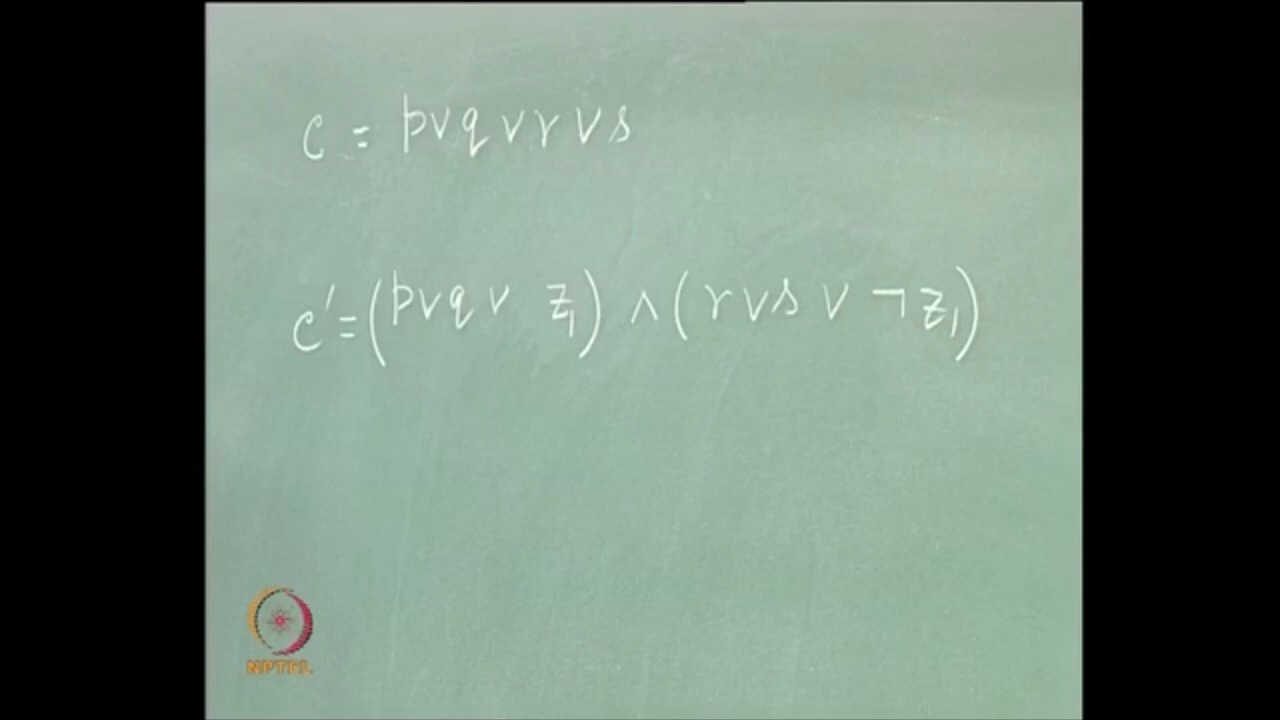 C = p ∨ q ∨ r ∨ s
C' = (p ∨ q ∨ z₁) ∧ (r ∨ s ∨ ¬ z₁)
NPTEL